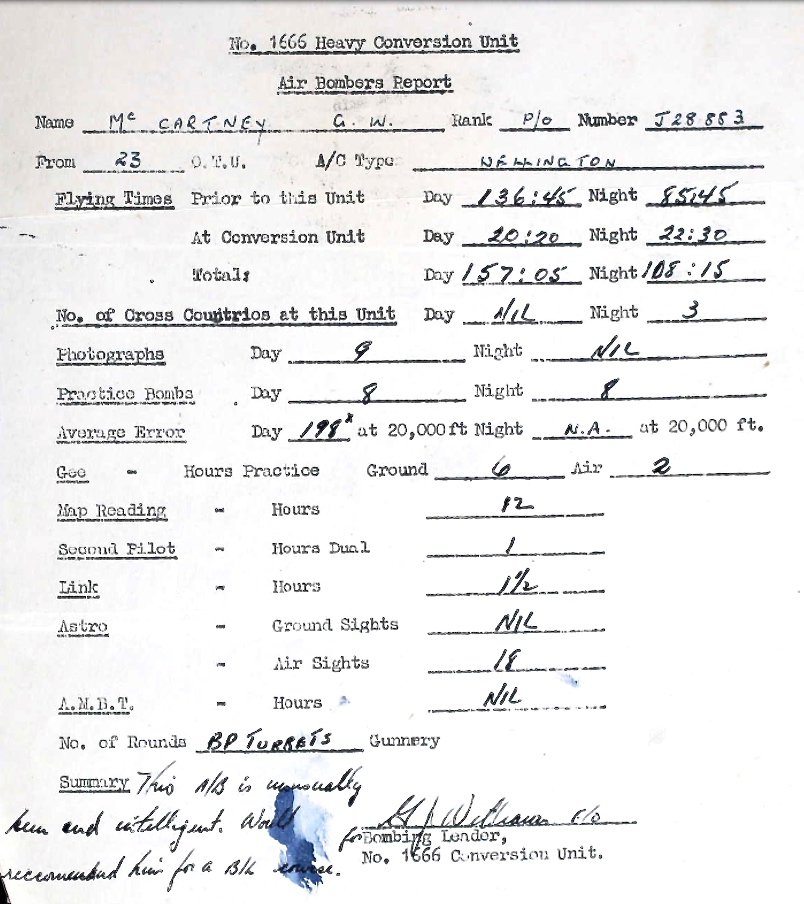 No. 1666 Heavy Conversion Unit
Air Bombers Report
Name Mc CARTNEY G. W. Rank P/O Number J28883
From 23 O.T.U. A/C Type WELLINGTON
Flying Times Prior to this Unit Day 136:45 Night 85:45
At Conversion Unit Day 20:20 Night 22:30
Total: Day 157:05 Night 108:15
No. of Cross Countries at this Unit Day NIL Night 3
Photographs Day 9 Night NIL
Practice Bombs Day 8 Night 8
Average Error Day 198x at 20,000ft Night N.A. at 20,000 ft.
Gee - Hours Practice Ground 6 Air 2
Map Reading - Hours 12
Second Pilot - Hours Dual 1
Link - Hours 1½
Astro - Ground Sights NIL
- Air Sights 18
A.M.B.T. - Hours NIL
No. of Rounds BP TURRETS Gunnery
Summary This A/B is unusually
keen and intelligent. Would
recommend him for a B/L course.
F/O
for Bombing Leader,
No. 1666 Conversion Unit.